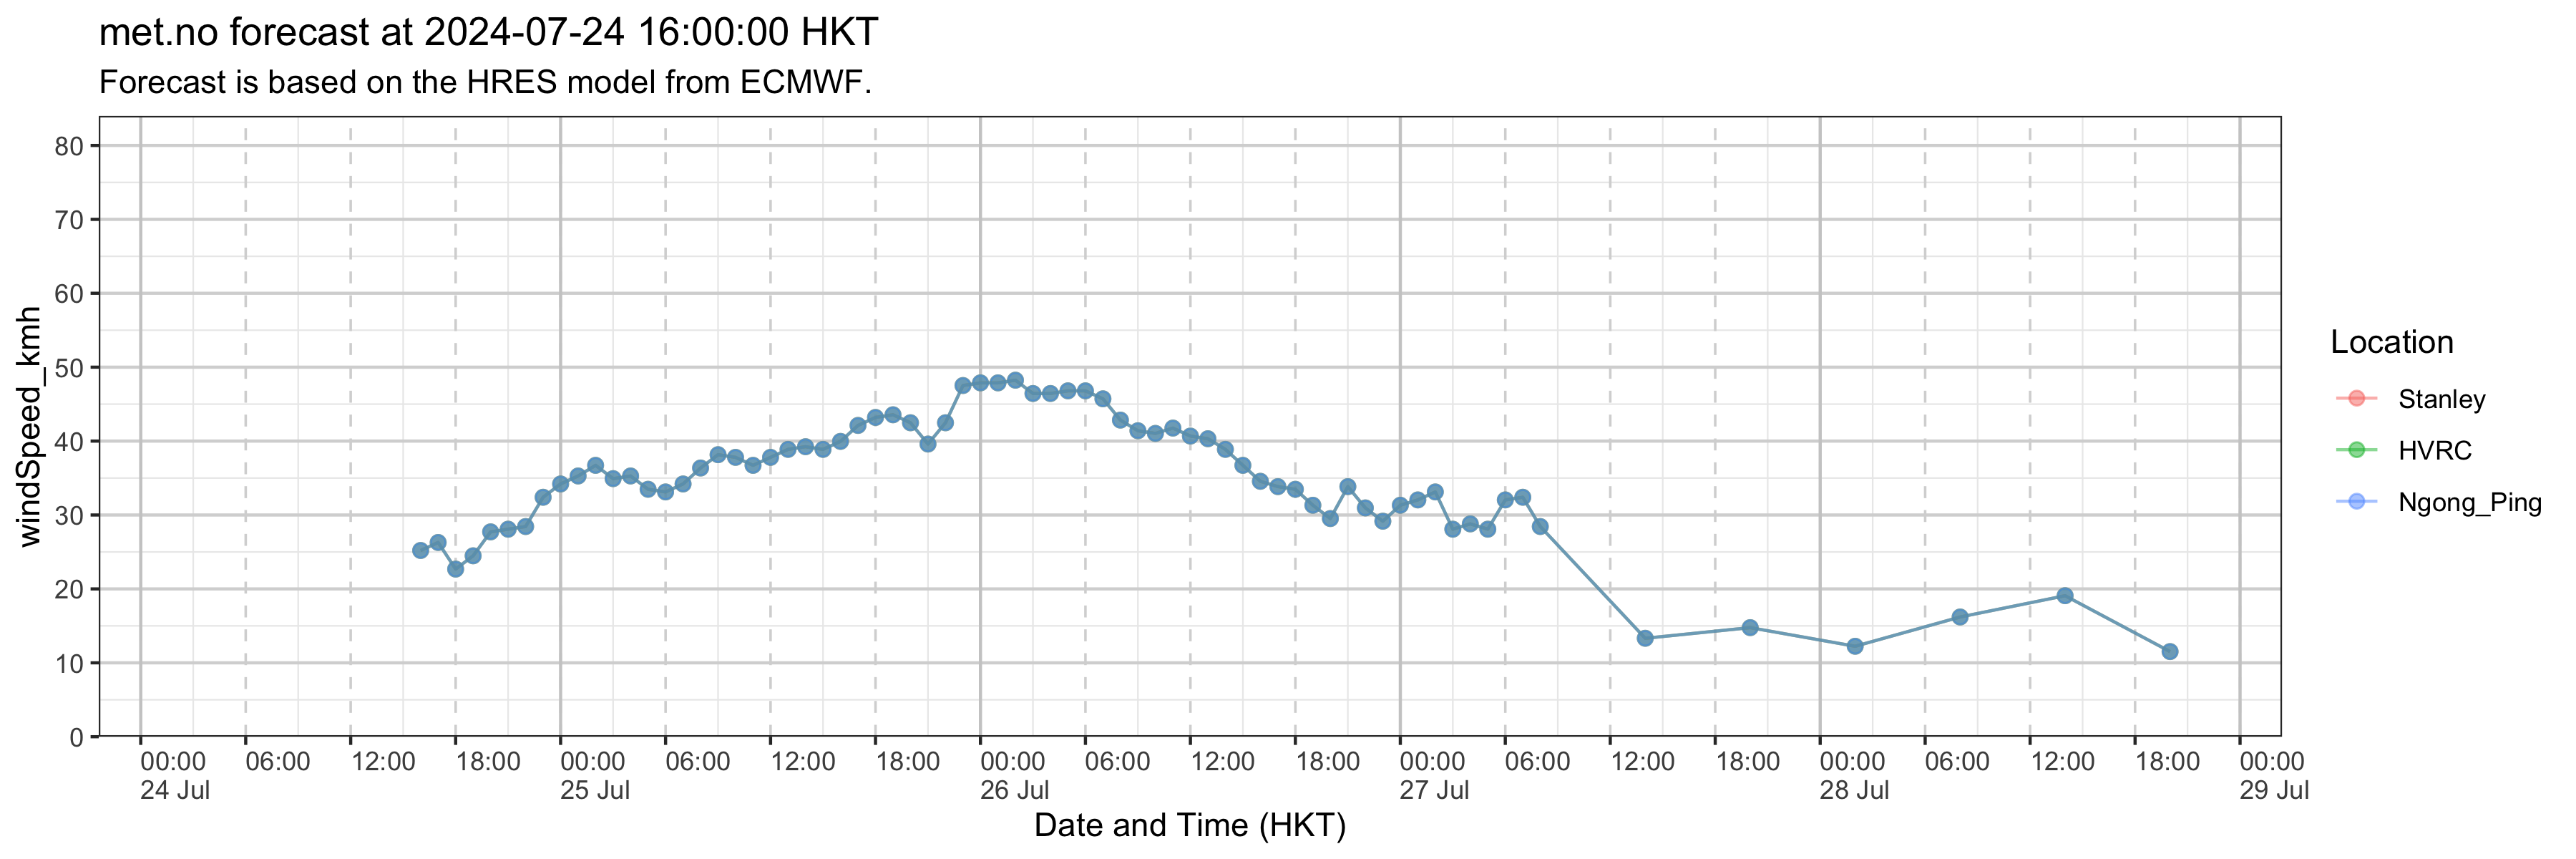 met.no forecast at 2024-07-24 16:00:00 HKT
Forecast is based on the HRES model from ECMWF.
windSpeed_kmh
80
70
60
50
40
30
20
10
0
00:00 06:00 12:00 18:00 00:00 06:00 12:00 18:00 00:00 06:00 12:00 18:00 00:00 06:00 12:00 18:00 00:00 06:00 12:00 18:00 00:00
24 Jul 25 Jul 26 Jul 27 Jul 28 Jul 29 Jul
Date and Time (HKT)
Location
Stanley
HVRC
Ngong_Ping